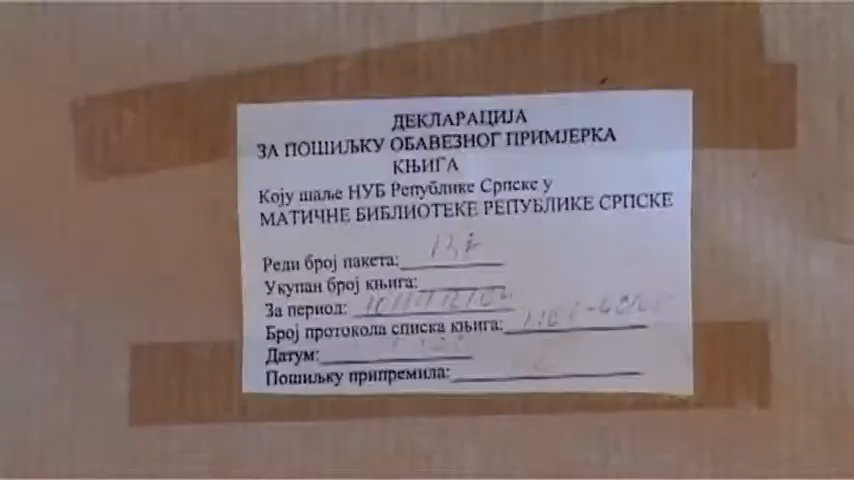 ДЕКЛАРАЦИЈА
ЗА ПОШИЉКУ ОБАВЕЗНОГ ПРИМЈЕРКА
КЊИГА
Коју шаље НУБ Републике Српске у
МАТИЧНЕ БИБЛИОТЕКЕ РЕПУБЛИКЕ СРПСКЕ
Реди број пакета:
Укупан број књига:
За период:
Број протокола списка књига:
Датум:
Пошиљку припремила: